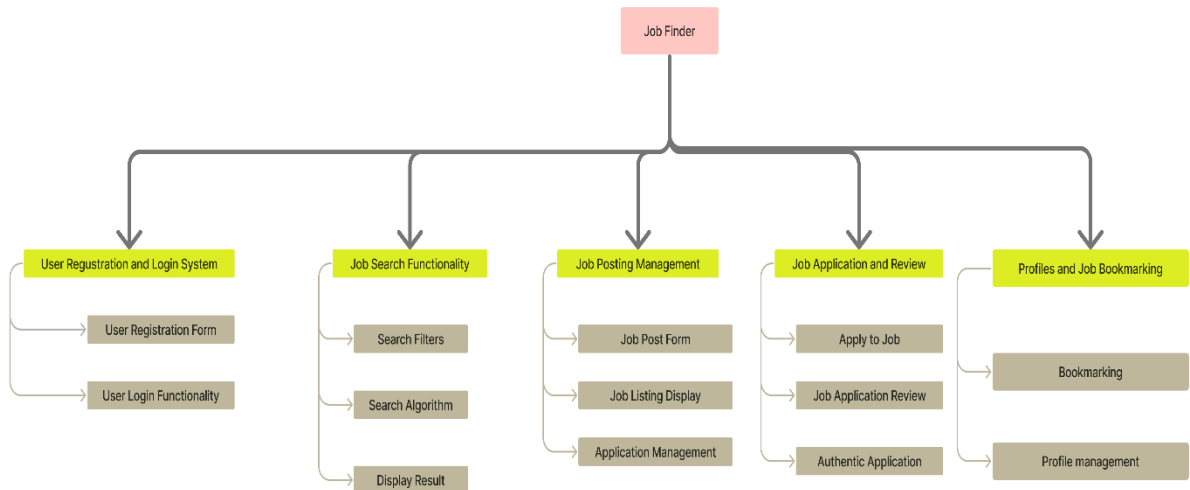 Job Finder
User Regustration and Login System
User Registration Form
User Login Functionality
Job Search Functionality
Search Filters
Search Algorithm
Display Result
Job Posting Management
Job Post Form
Job Listing Display
Application Management
Job Application and Review
Apply to Job
Job Application Review
Authentic Application
Profiles and Job Bookmarking
Bookmarking
Profile management